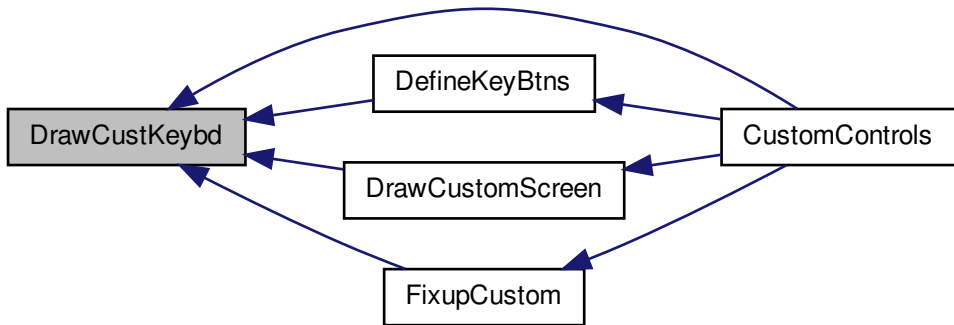 DefineKeyBtns
DrawCustKeybd
CustomControls
DrawCustomScreen
FixupCustom